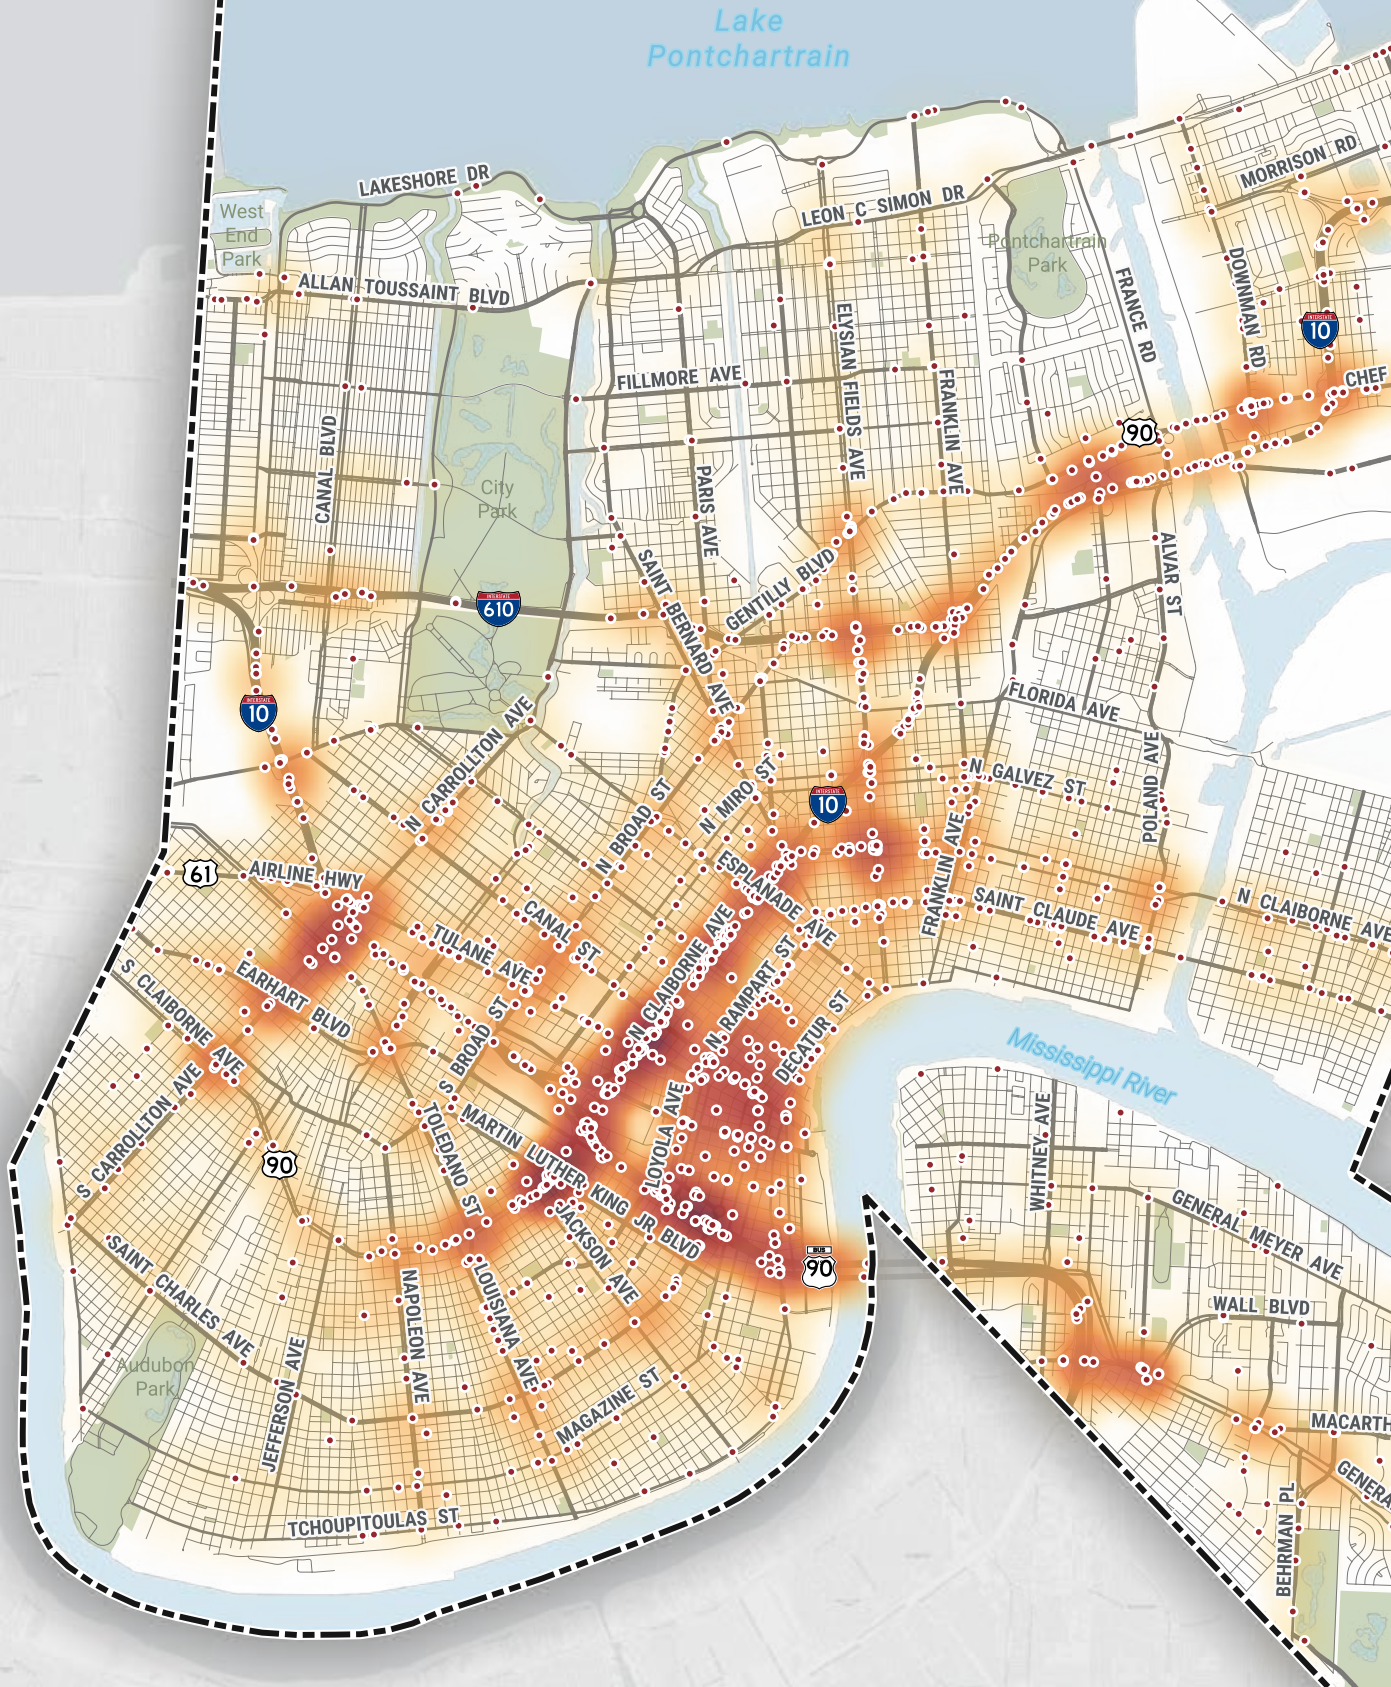 Lake
Pontchartrain
LAKESHORE DR
West
End
Park
ALLAN TOUSSAINT BLVD
LEON C SIMON DR
Pontchartrain
Park
MORRISON RD
DOWNMAN RD
FRANCE RD
INTERSTATE
10
CHEF
ELYSIAN FIELDS AVE
FRANKLIN AVE
FILLMORE AVE
CANAL BLVD
City
Park
PARIS AVE
90
ALVAR ST
SAINT BERNARD AVE
GENTILLY BLVD
INTERSTATE
610
INTERSTATE
10
FLORIDA AVE
POLAND AVE
N GALVEZ ST
N CARROLLTON AVE
N BROAD ST
N MIRO ST
INTERSTATE
10
ESPLANADE AVE
FRANKLIN AVE
SAINT CLAUDE AVE
N CLAIBORNE AVE
61
AIRLINE HWY
CANAL ST
TULANE AVE
EARHART BLVD
S CLAIBORNE AVE
N CLAIBORNE AVE
N RAMPART ST
DECATUR ST
S BROAD ST
S CARROLLTON AVE
Mississippi River
MARTIN LUTHER KING JR BLVD
TOLEDANO ST
LOYOLA AVE
WHITNEY AVE
90
GENERAL MEYER AVE
JACKSON AVE
BUS
90
SAINT CHARLES AVE
NAPOLEON AVE
LOUISIANA AVE
WALL BLVD
Audubon
Park
JEFFERSON AVE
MAGAZINE ST
MACARTH
GENERA
BEHRMAN PL
TCHOUPITOULAS ST